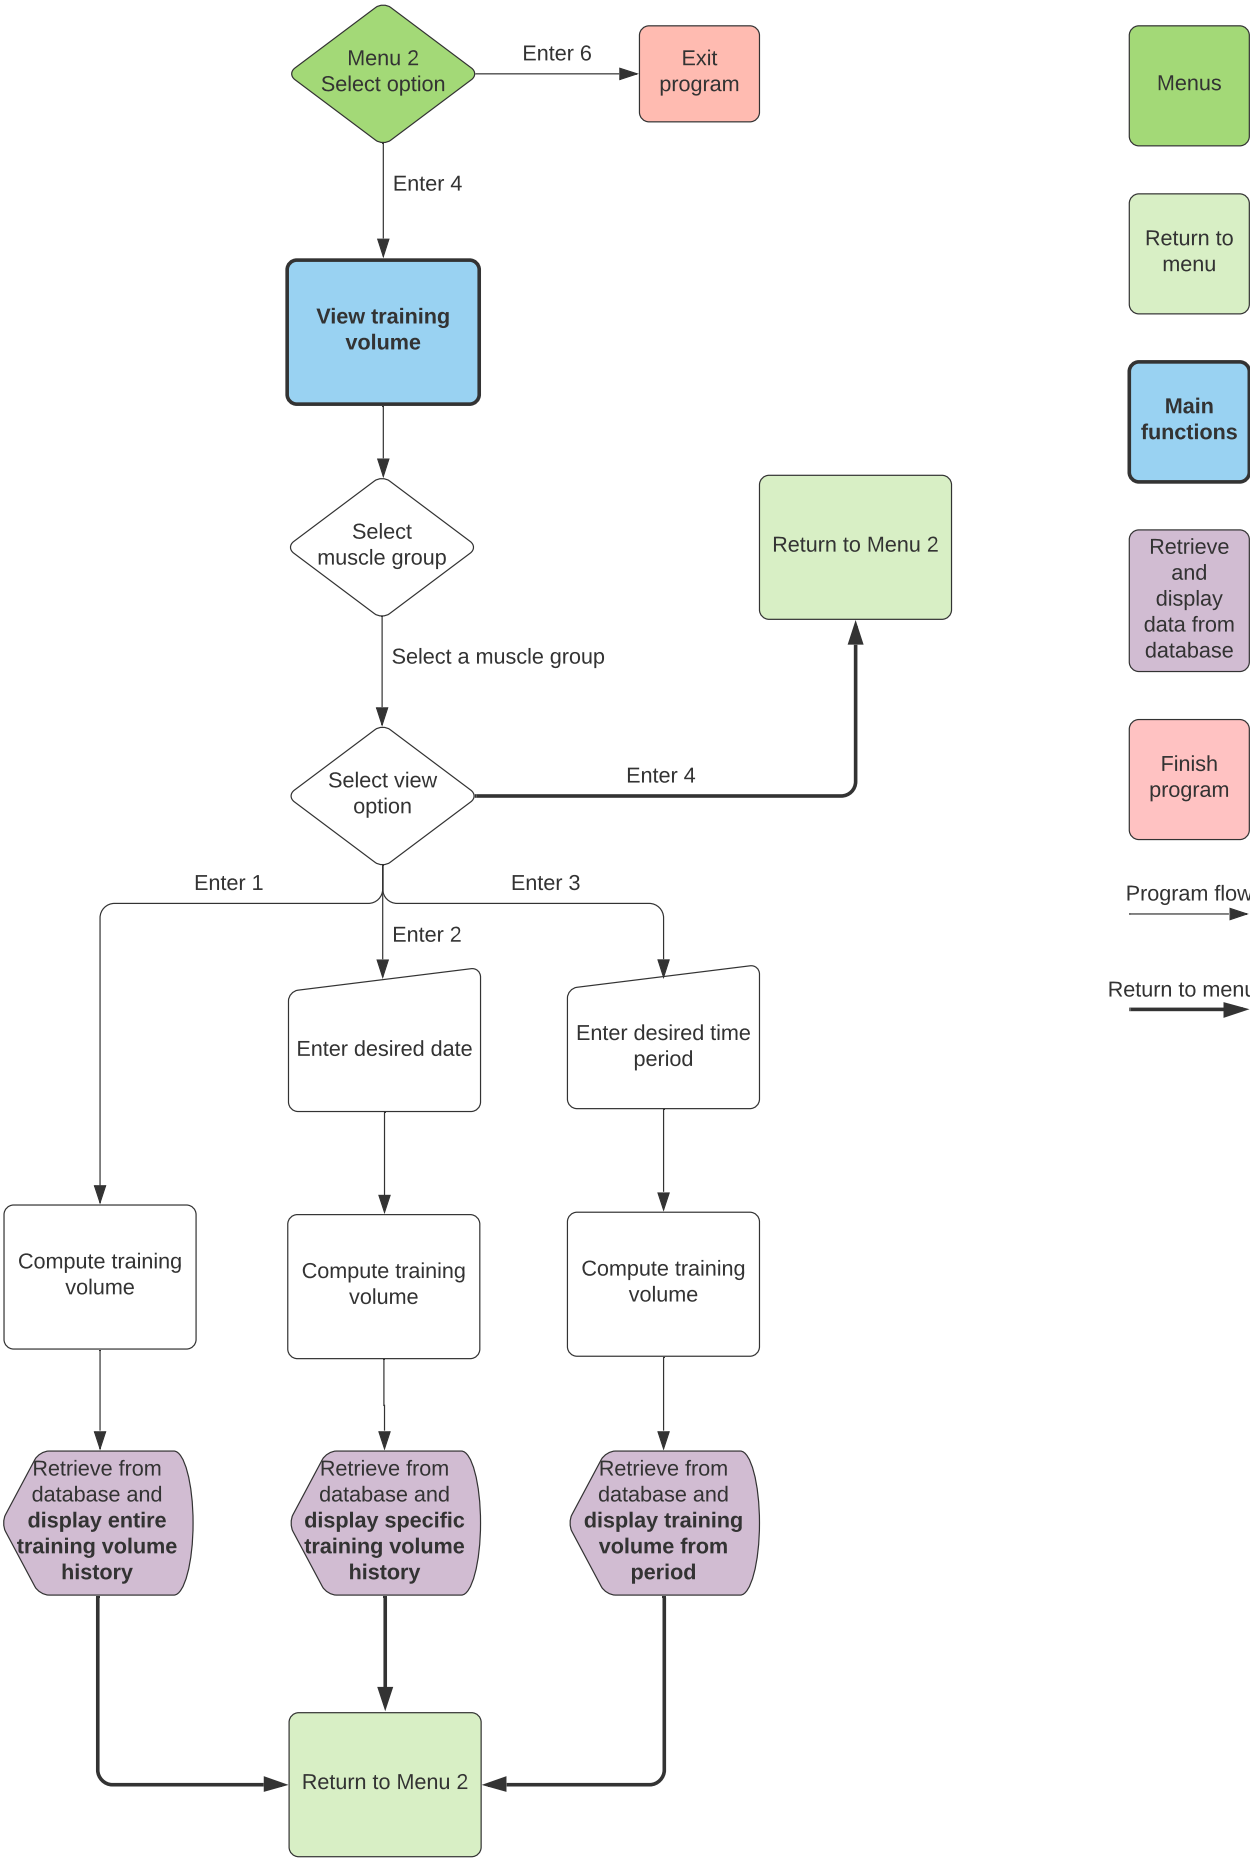 Menu 2
Select option
Enter 6
Exit
program
Enter 4
View training
volume
Select
muscle group
Select a muscle group
Select view
option
Enter 4
Return to Menu 2
Enter 1
Enter 2
Enter 3
Enter desired date
Enter desired time
period
Compute training
volume
Compute training
volume
Compute training
volume
Retrieve from
database and
display entire
training volume
history
Retrieve from
database and
display specific
training volume
history
Retrieve from
database and
display training
volume from
period
Return to Menu 2
Menus
Return to
menu
Main
functions
Retrieve
and
display
data from
database
Finish
program
Program flow
Return to menu